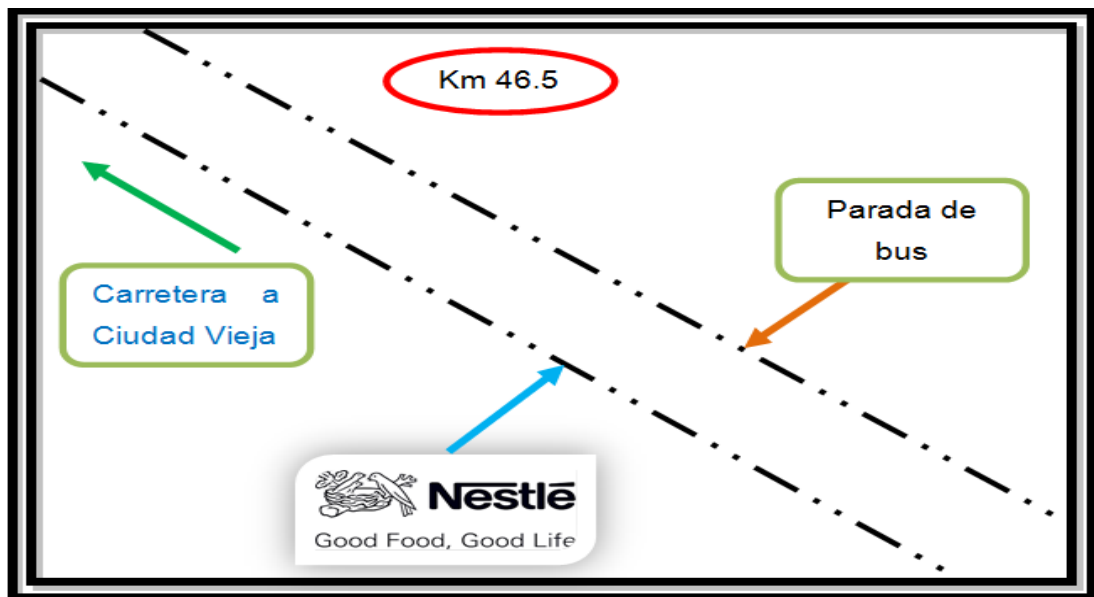 Km 46.5
Parada de
bus
Carretera a
Ciudad Vieja
Nestlé
Good Food, Good Life